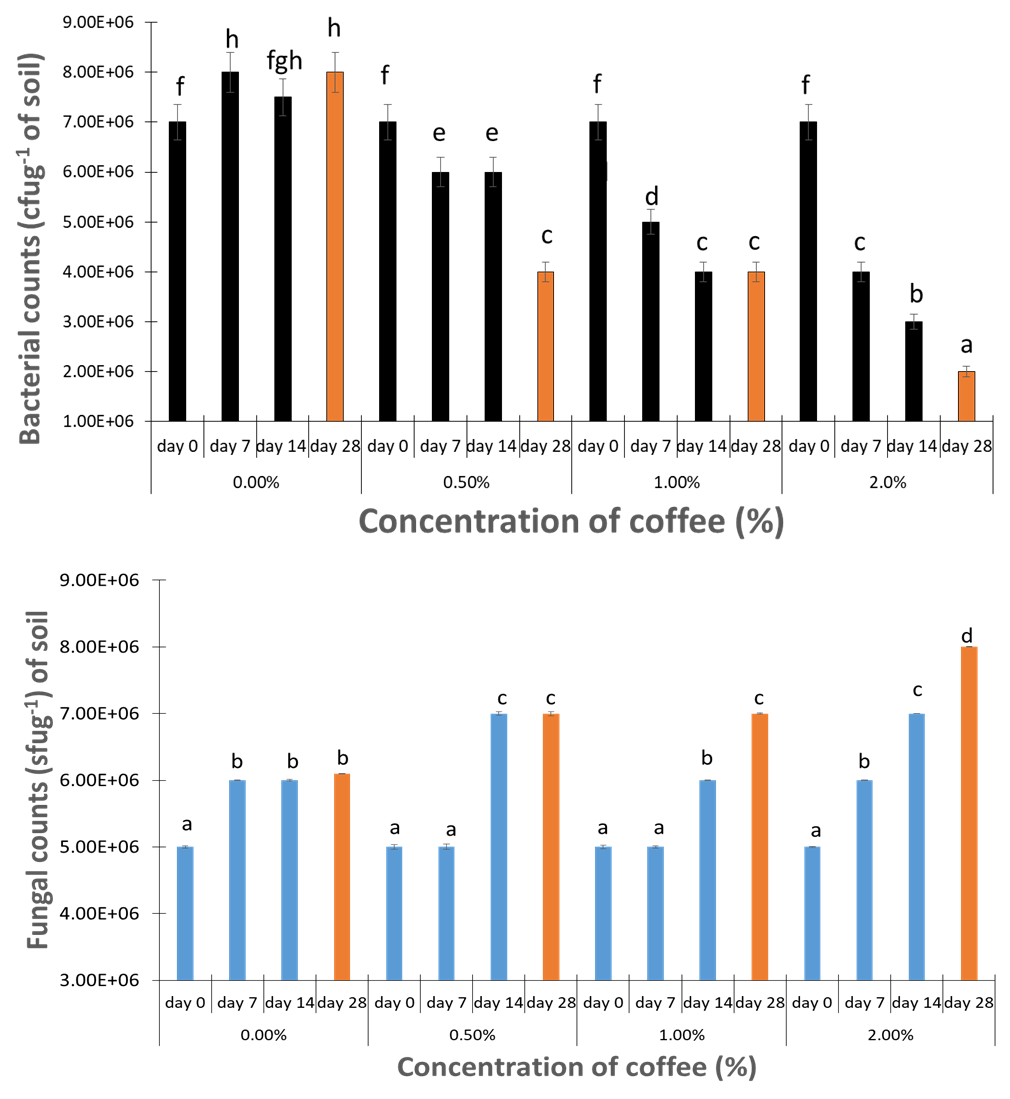 Bacterial counts (cfug⁻¹ of soil)
9.00E+06
8.00E+06
7.00E+06
6.00E+06
5.00E+06
4.00E+06
3.00E+06
2.00E+06
1.00E+06
f h fgh h f e e c f d c c f c b a
day 0 day 7 day 14 day 28 day 0 day 7 day 14 day 28 day 0 day 7 day 14 day 28 day 0 day 7 day 14 day 28
0.00% 0.50% 1.00% 2.0%
Concentration of coffee (%)
Fungal counts (sfug⁻¹) of soil
9.00E+06
8.00E+06
7.00E+06
6.00E+06
5.00E+06
4.00E+06
3.00E+06
a b b b a a c c a a b c a b c d
day 0 day 7 day 14 day 28 day 0 day 7 day 14 day 28 day 0 day 7 day 14 day 28 day 0 day 7 day 14 day 28
0.00% 0.50% 1.00% 2.00%
Concentration of coffee (%)